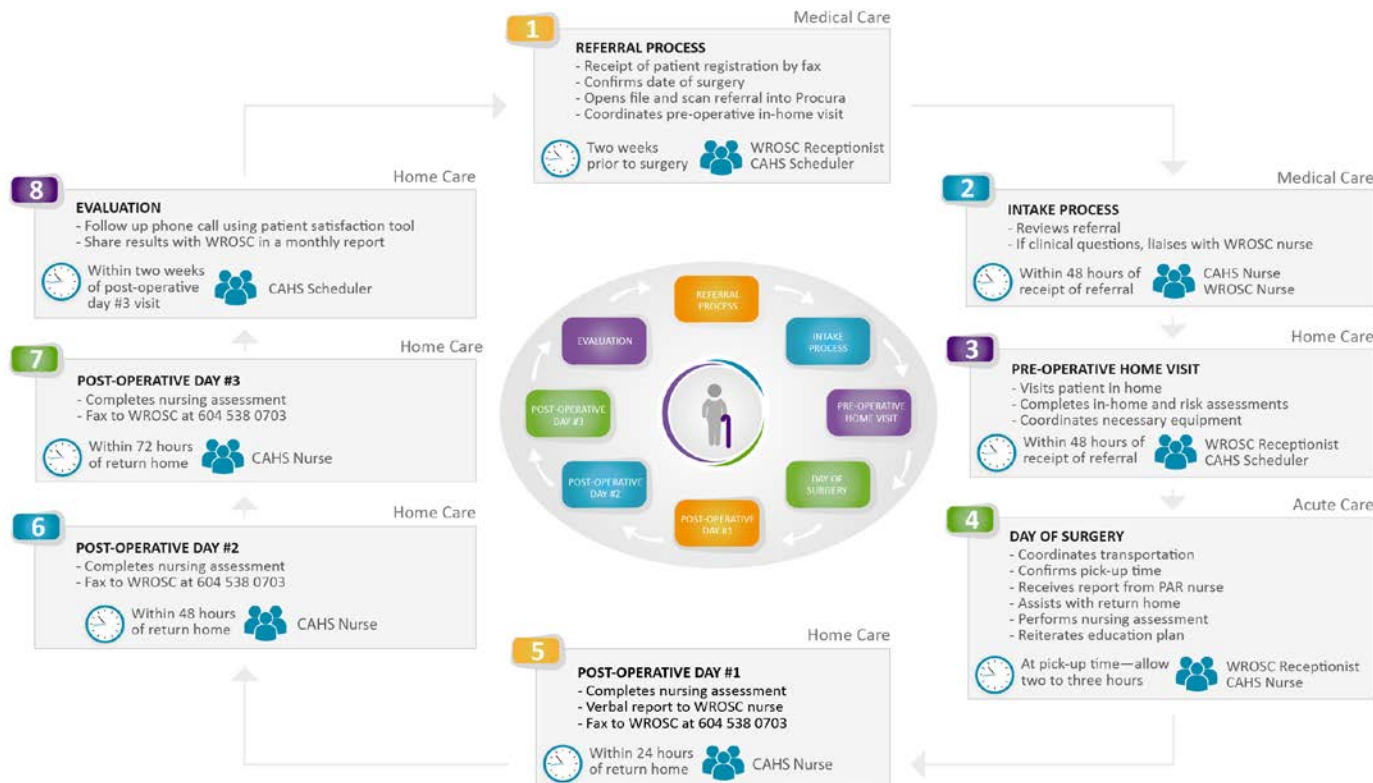 Medical Care
1
REFERRAL PROCESS
- Receipt of patient registration by fax
- Confirms date of surgery
- Opens file and scan referral into Procura
- Coordinates pre-operative in-home visit
Two weeks
prior to surgery
WROSC Receptionist
CAHS Scheduler
Medical Care
2
INTAKE PROCESS
- Reviews referral
- If clinical questions, liaises with WROSC nurse
Within 48 hours of
receipt of referral
CAHS Nurse
WROSC Nurse
Home Care
3
PRE-OPERATIVE HOME VISIT
- Visits patient in home
- Completes in-home and risk assessments
- Coordinates necessary equipment
Within 48 hours of
receipt of referral
WROSC Receptionist
CAHS Scheduler
Acute Care
4
DAY OF SURGERY
- Coordinates transportation
- Confirms pick-up time
- Receives report from PAR nurse
- Assists with return home
- Performs nursing assessment
- Reiterates education plan
At pick-up time—allow
two to three hours
WROSC Receptionist
CAHS Nurse
Home Care
5
POST-OPERATIVE DAY #1
- Completes nursing assessment
- Verbal report to WROSC nurse
- Fax to WROSC at 604 538 0703
Within 24 hours
of return home
CAHS Nurse
Home Care
6
POST-OPERATIVE DAY #2
- Completes nursing assessment
- Fax to WROSC at 604 538 0703
Within 48 hours
of return home
CAHS Nurse
Home Care
7
POST-OPERATIVE DAY #3
- Completes nursing assessment
- Fax to WROSC at 604 538 0703
Within 72 hours
of return home
CAHS Nurse
Home Care
8
EVALUATION
- Follow up phone call using patient satisfaction tool
- Share results with WROSC in a monthly report
Within two weeks
of post-operative
day #3 visit
CAHS Scheduler
REFERRAL
PROCESS
INTAKE
PROCESS
PRE-OPERATIVE
HOME VISIT
DAY OF
SURGERY
POST-OPERATIVE
DAY #1
POST-OPERATIVE
DAY #2
POST-OPERATIVE
DAY #3
EVALUATION